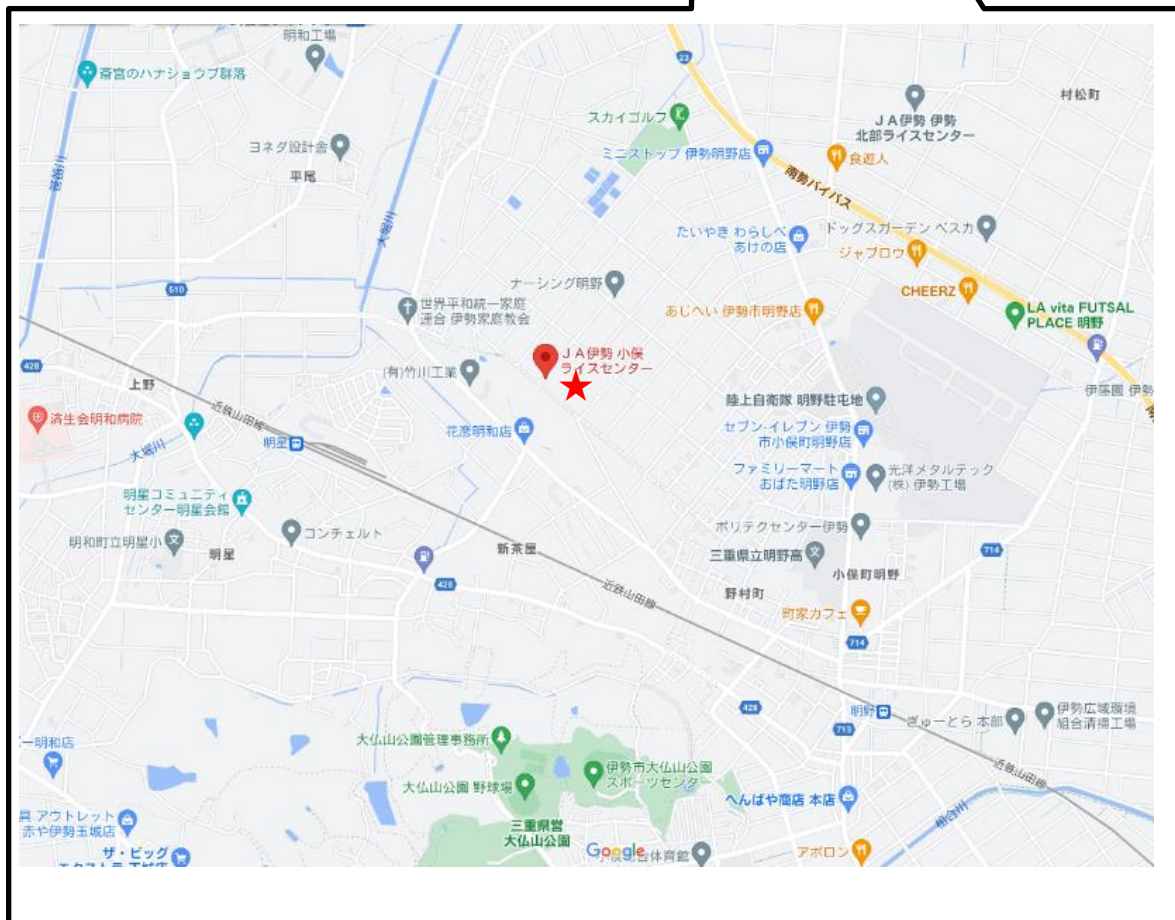 明和工場
斎宮のハナショウブ群落
23
村松町
スカイゴルフ
JA伊勢 伊勢
北部ライスセンター
ヨネダ設計舎
平尾
ミニストップ 伊勢明野店
食遊人
南勢バイパス
大堀川
たいやき わらしべ
あけの店
ドッグスガーデン ベスカ
ジャブロウ
ナーシング明野
510
CHEERZ
世界平和統一家庭
連合 伊勢家庭教会
あじへい 伊勢市明野店
LA vita FUTSAL
PLACE 明野
JA伊勢 小俣
ライスセンター
428
(有)竹川工業
上野
伊藤園 伊勢
陸上自衛隊 明野駐屯地
済生会明和病院
近鉄山田線
大堀川
明星
花彦明和店
セブン-イレブン 伊勢
市小俣町明野店
ファミリーマート
おばた明野店
光洋メタルテック
(株) 伊勢工場
明星コミュニティ
センター明星会館
コンチェルト
ポリテクセンター伊勢
明和町立明星小
明星
新茶屋
三重県立明野高
714
小俣町明野
428
近鉄山田線
野村町
町家カフェ
714
428
明野
713
ぎゅーとら 本部
伊勢広域環境
組合清掃工場
大仏山公園管理事務所
ー明和店
伊勢市大仏山公園
スポーツセンター
近鉄山田線
大仏山公園 野球場
へんばや商店 本店
相合川
具 アウトレット
赤や伊勢玉城店
三重県営
大仏山公園
ザ・ビッグ
Google
体育館
アポロン